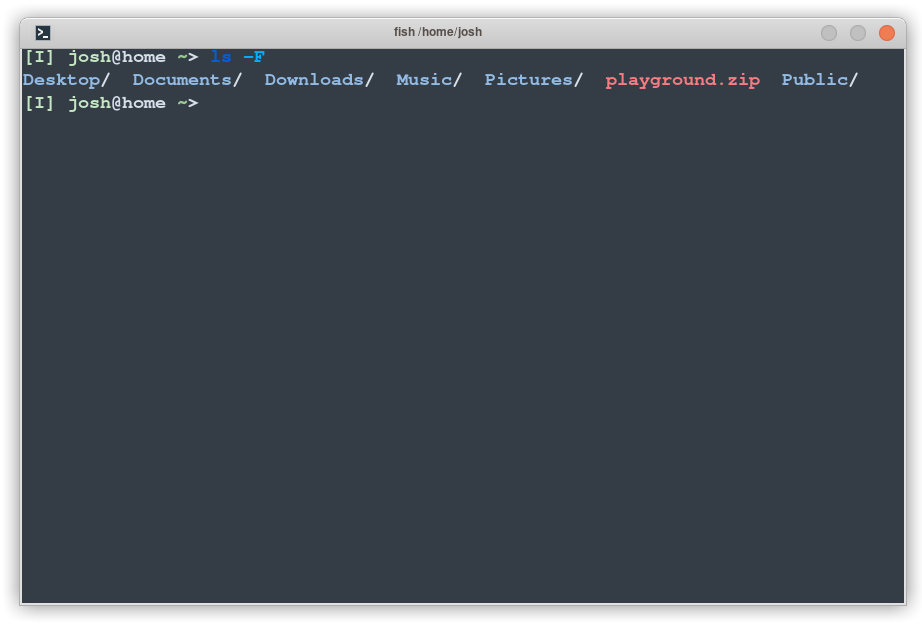 fish /home/josh
[I] josh@home ~> ls -F
Desktop/  Documents/  Downloads/  Music/  Pictures/  playground.zip  Public/
[I] josh@home ~>